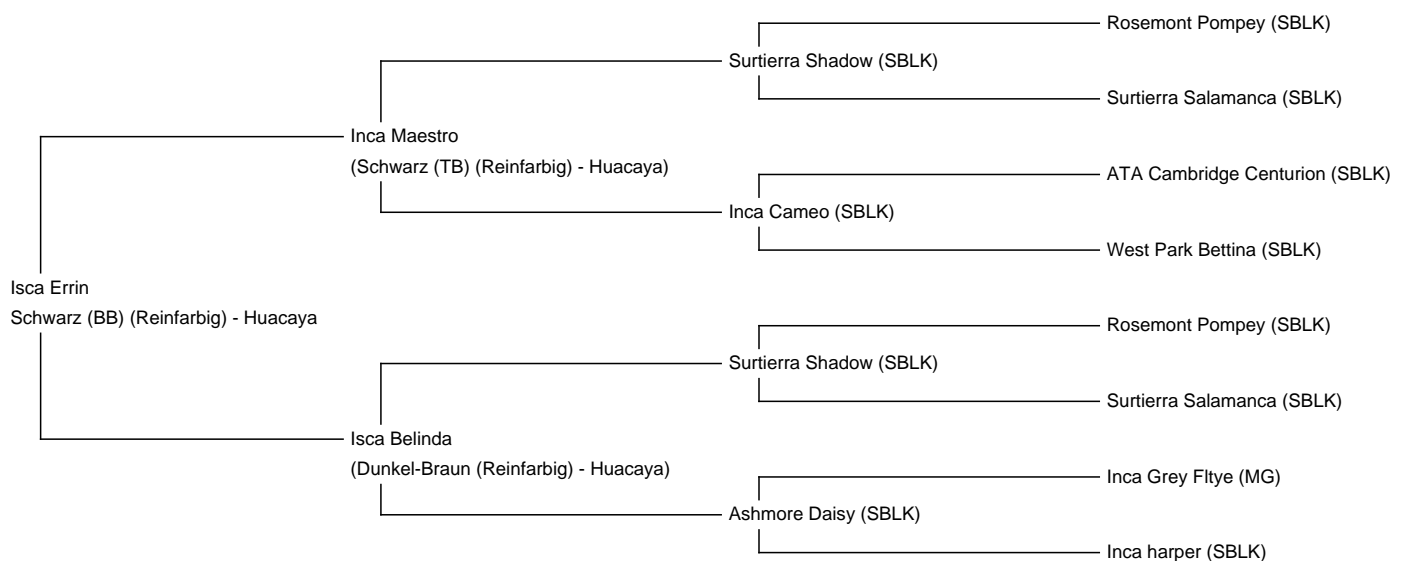 Rosemont Pompey (SBLK)
Surtierra Shadow (SBLK)
Surtierra Salamanca (SBLK)
Inca Maestro
(Schwarz (TB) (Reinfarbig) - Huacaya)
ATA Cambridge Centurion (SBLK)
Inca Cameo (SBLK)
West Park Bettina (SBLK)
Isca Errin
Schwarz (BB) (Reinfarbig) - Huacaya
Rosemont Pompey (SBLK)
Surtierra Shadow (SBLK)
Surtierra Salamanca (SBLK)
Isca Belinda
(Dunkel-Braun (Reinfarbig) - Huacaya)
Inca Grey Fltye (MG)
Ashmore Daisy (SBLK)
Inca harper (SBLK)